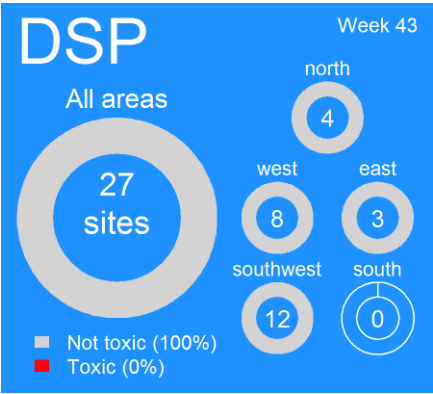 DSP
Week 43
All areas
27
sites
north
4
west
8
east
3
southwest
12
south
0
Not toxic (100%)
Toxic (0%)